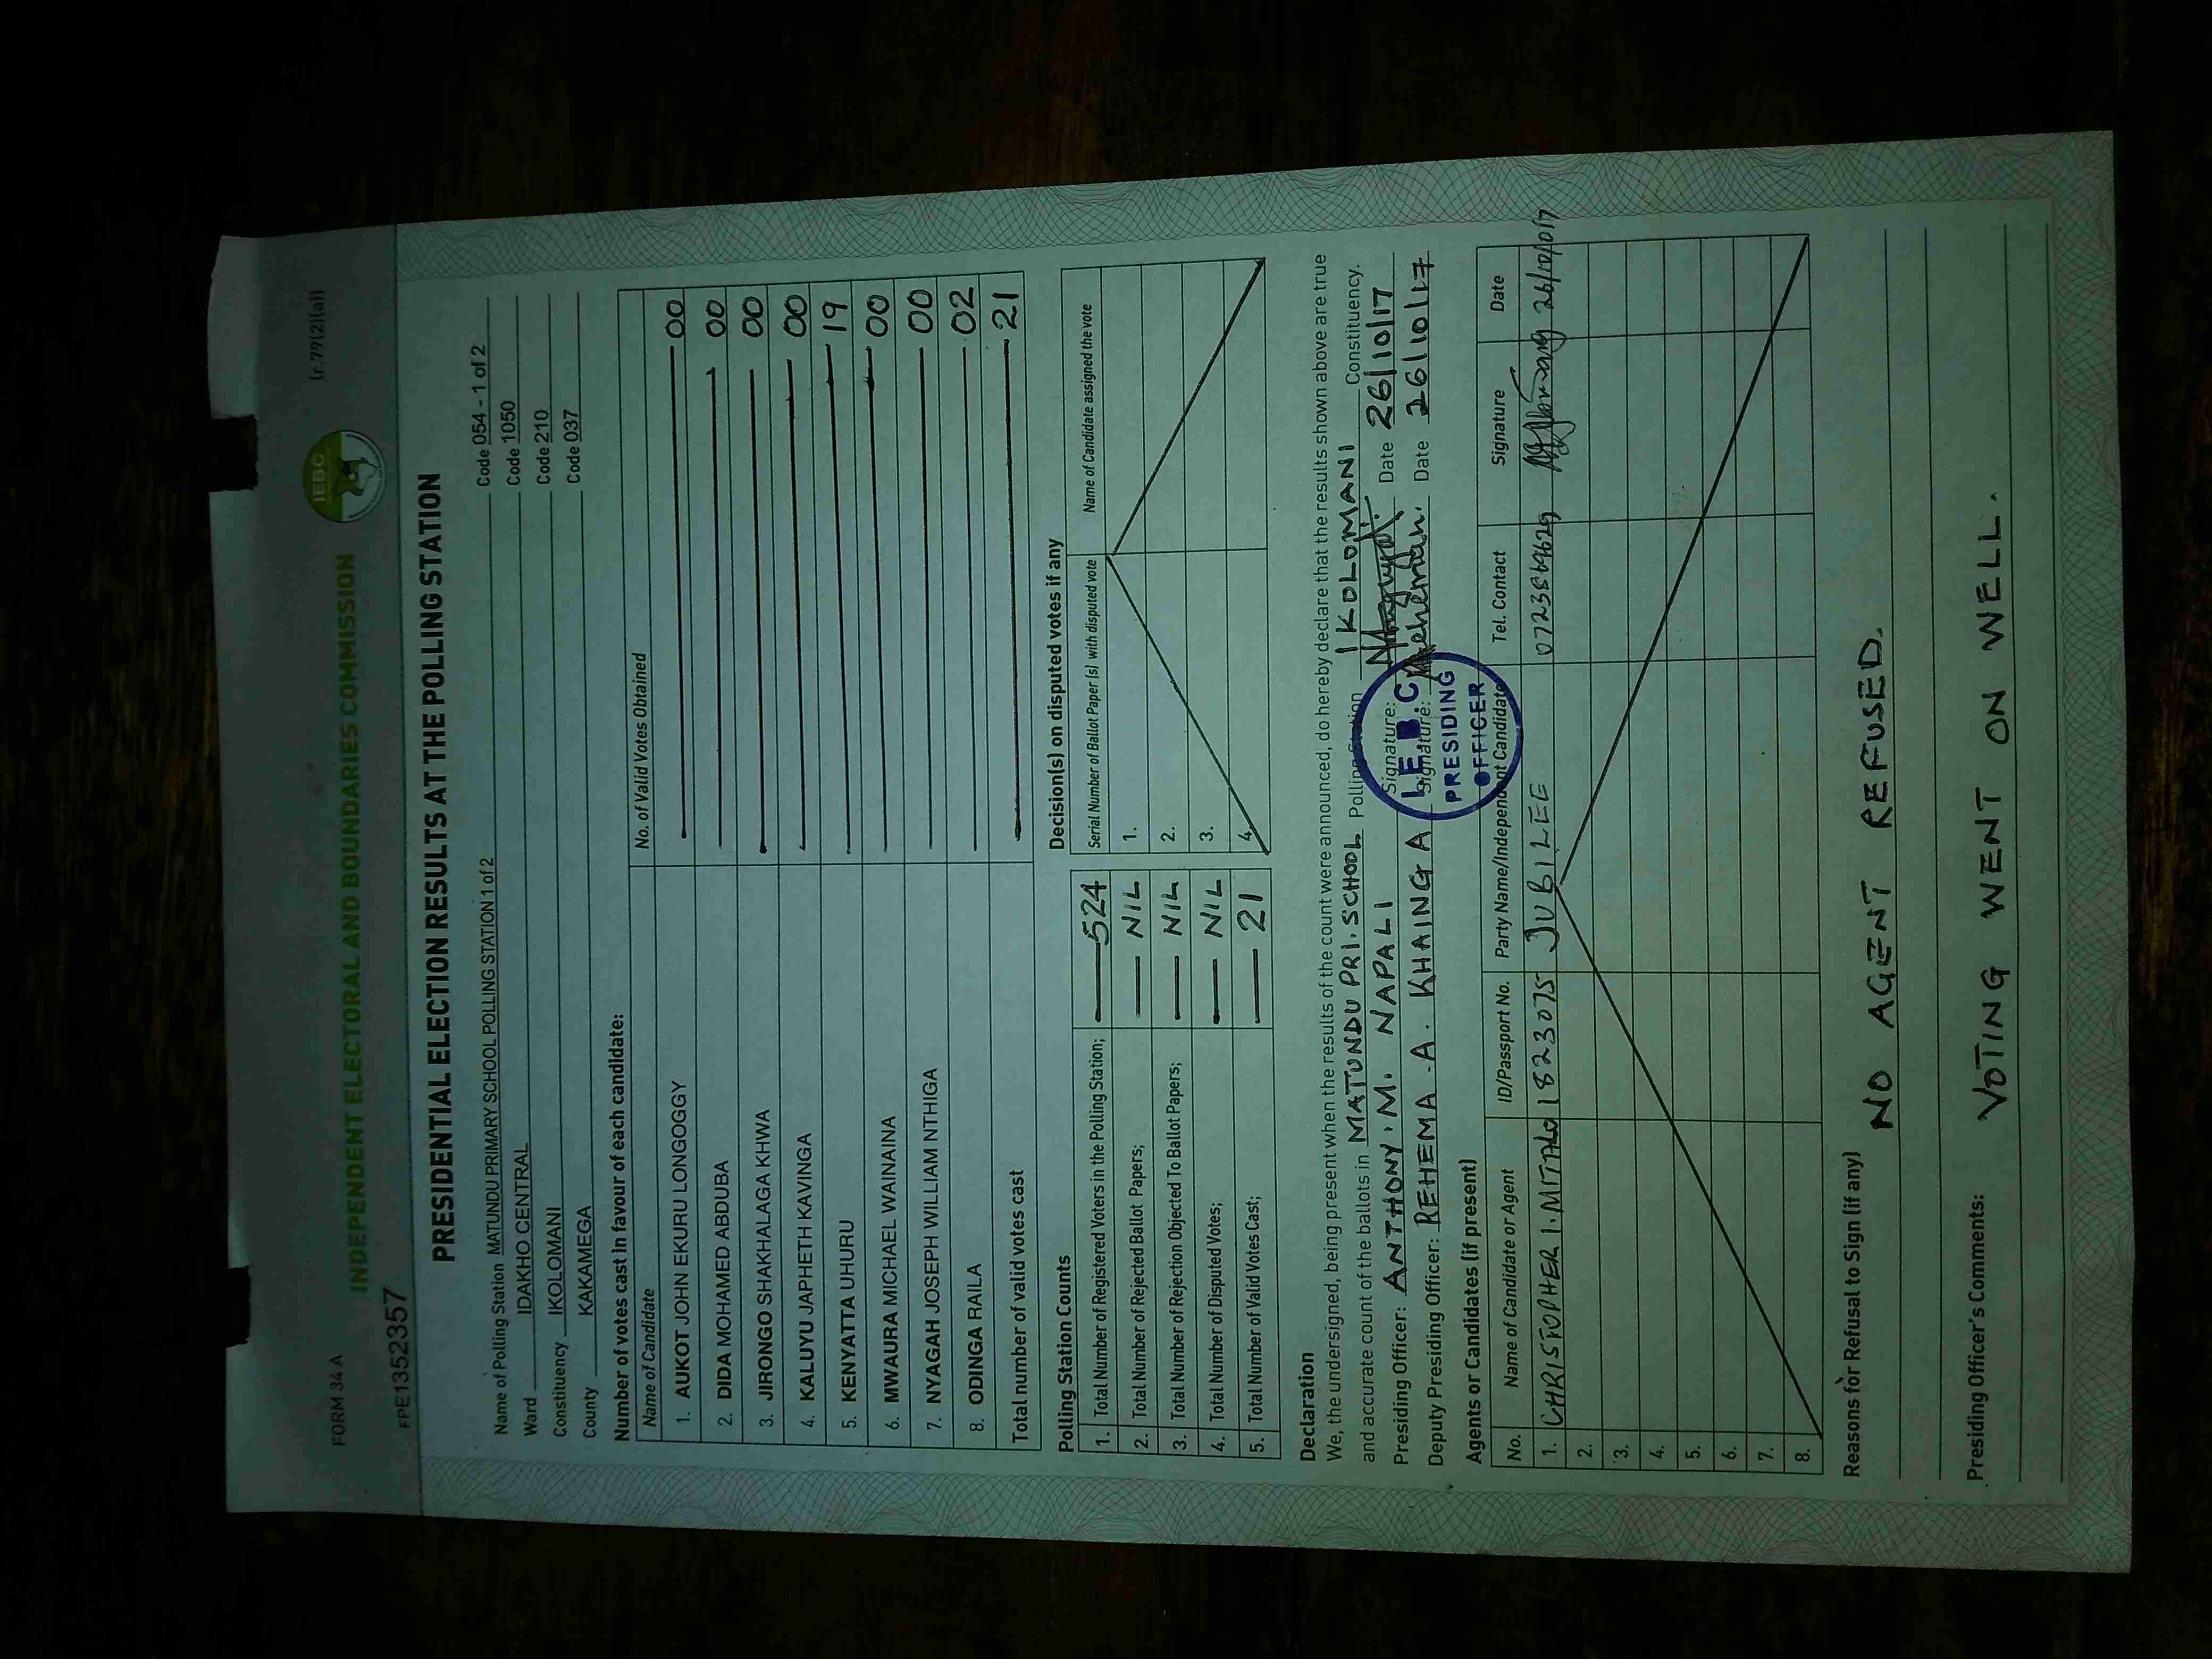 FORM 34 A
(r.79(2)(a))
IEBC
INDEPENDENT ELECTORAL AND BOUNDARIES COMMISSION
FPE1352357
PRESIDENTIAL ELECTION RESULTS AT THE POLLING STATION
Name of Polling Station MATUNDU PRIMARY SCHOOL POLLING STATION 1 of 2 Code 054 - 1 of 2
Ward IDAKHO CENTRAL Code 1050
Constituency IKOLOMANI Code 210
County KAKAMEGA Code 037
Number of votes cast in favour of each candidate:
Name of Candidate No. of Valid Votes Obtained
1. AUKOT JOHN EKURU LONGOGGY 00
2. DIDA MOHAMED ABDUBA 00
3. JIRONGO SHAKHALAGA KHWA 00
4. KALUYU JAPHETH KAVINGA 00
5. KENYATTA UHURU 19
6. MWAURA MICHAEL WAINAINA 00
7. NYAGAH JOSEPH WILLIAM NTHIGA 00
8. ODINGA RAILA 02
Total number of valid votes cast 21
Polling Station Counts
1. Total Number of Registered Voters in the Polling Station; 524
2. Total Number of Rejected Ballot Papers; NIL
3. Total Number of Rejection Objected To Ballot Papers; NIL
4. Total Number of Disputed Votes; NIL
5. Total Number of Valid Votes Cast; 21
Decision(s) on disputed votes if any
Serial Number of Ballot Paper (s) with disputed vote Name of Candidate assigned the vote
1.
2.
3.
4.
Declaration
We, the undersigned, being present when the results of the count were announced, do hereby declare that the results shown above are true
and accurate count of the ballots in MATUNDU PRI. SCHOOL Polling Station IKOLOMANI Constituency.
Presiding Officer: ANTHONY. M. NAPALI Signature: Date 26/10/17
Deputy Presiding Officer: REHEMA . A. KHAINGA Signature: Date 26/10/17
I.E.B.C
PRESIDING
OFFICER
Agents or Candidates (if present)
No. Name of Candidate or Agent ID/Passport No. Party Name/Independent Candidate Tel. Contact Signature Date
1. CHRISTOPHER I. 1823075 JUBILEE
2.
3.
4.
5.
6.
7.
8.
Reasons for Refusal to Sign (if any)
NO AGENT REFUSED.
Presiding Officer's Comments:
VOTING WENT ON WELL.